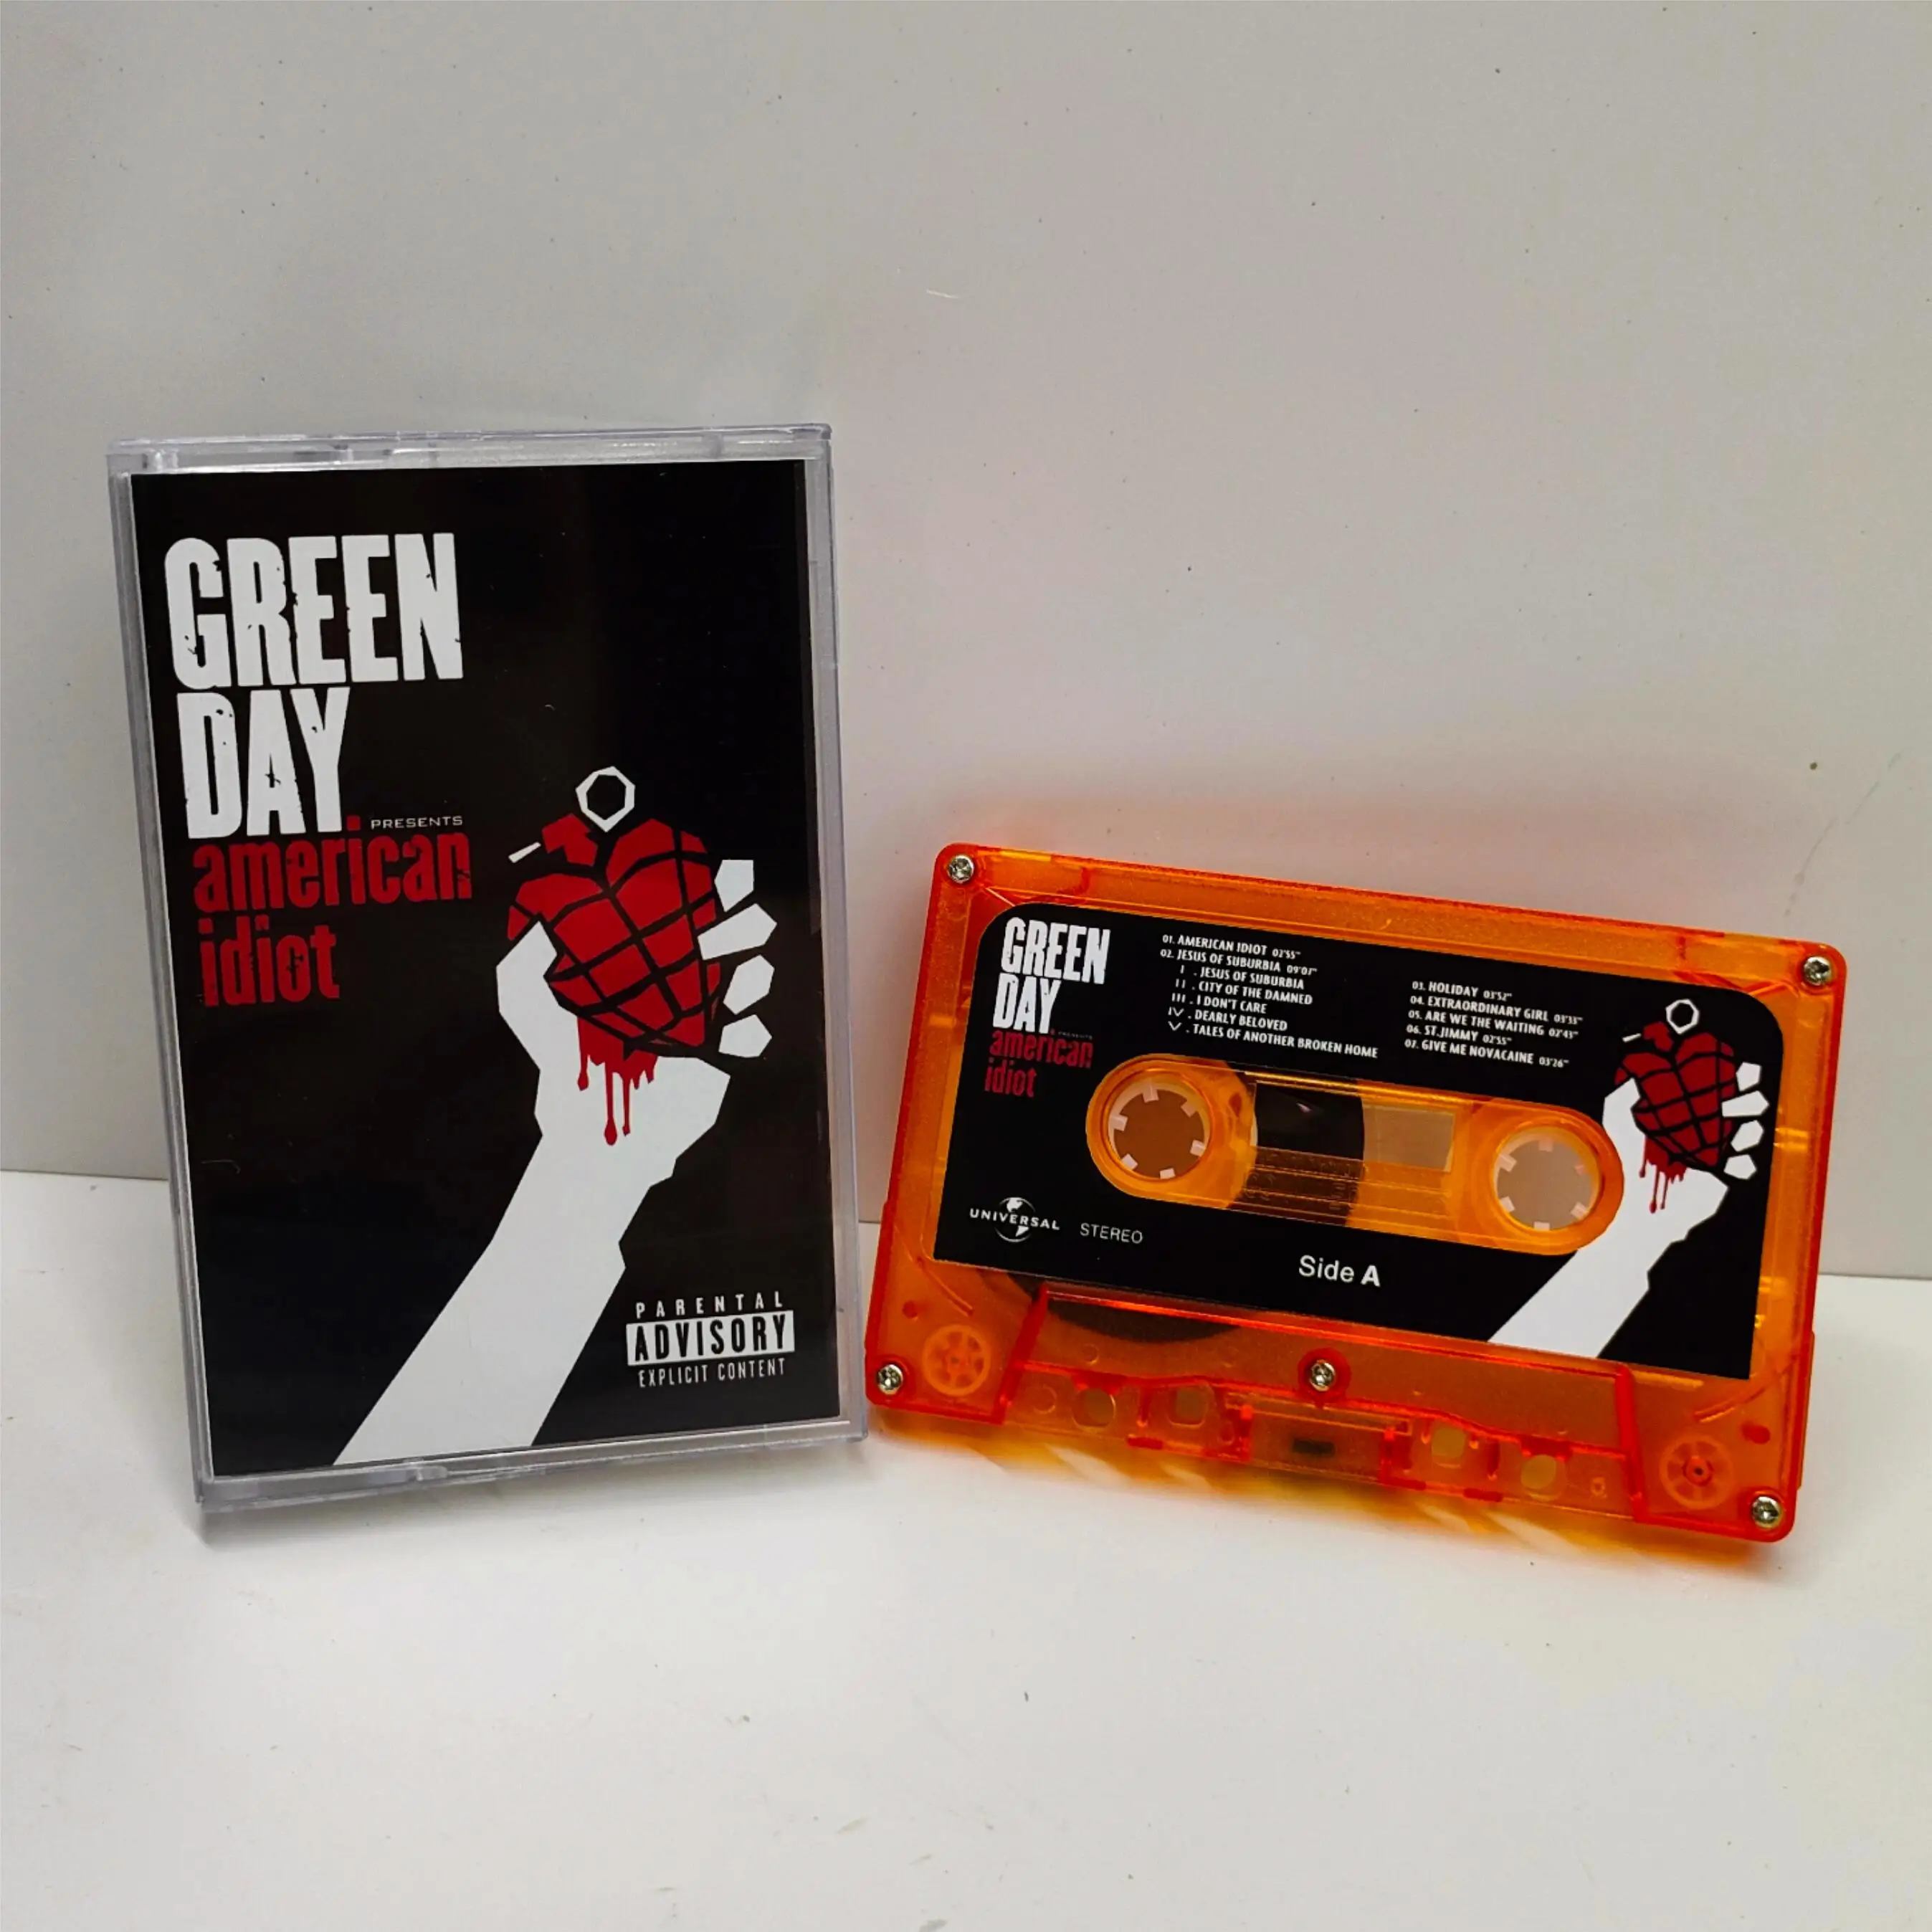 GREEN
DAY
PRESENTS
american
idiot
PARENTAL
ADVISORY
EXPLICIT CONTENT
GREEN
DAY
PRESENTS
american
idiot
01. AMERICAN IDIOT 02'55"
02. JESUS OF SUBURBIA 09'07"
I . JESUS OF SUBURBIA
II . CITY OF THE DAMNED
III . I DON'T CARE
IV . DEARLY BELOVED
V . TALES OF ANOTHER BROKEN HOME
03. HOLIDAY 03'52"
04. EXTRAORDINARY GIRL 03'33"
05. ARE WE THE WAITING 02'43"
06. ST.JIMMY 02'55"
07. GIVE ME NOVACAINE 03'26"
UNIVERSAL
STEREO
Side A